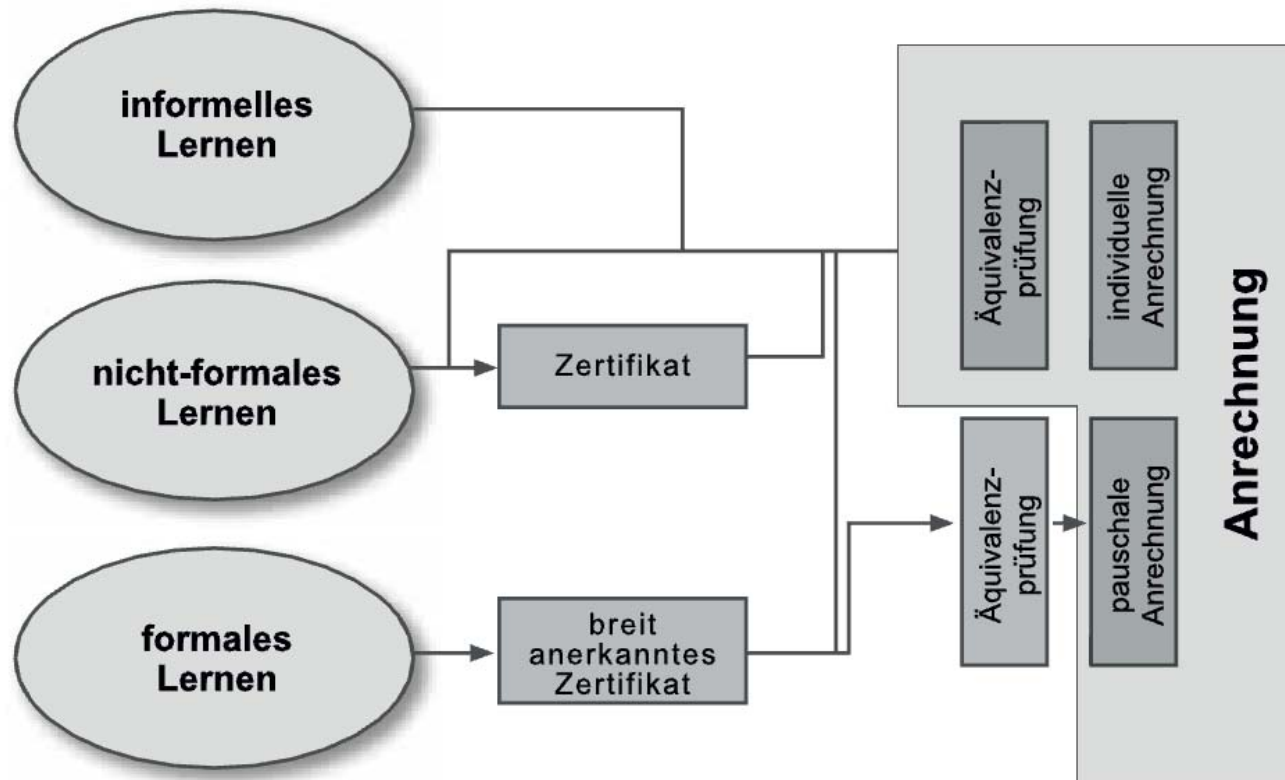 informelles
Lernen
nicht-formales
Lernen
formales
Lernen
Zertifikat
breit
anerkanntes
Zertifikat
Äquivalenz-
prüfung
individuelle
Anrechnung
Äquivalenz-
prüfung
pauschale
Anrechnung
Anrechnung